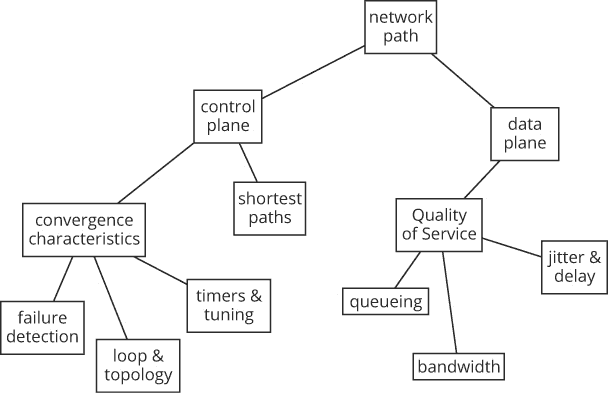 network
path
control
plane
data
plane
shortest
paths
convergence
characteristics
Quality
of Service
jitter &
delay
timers &
tuning
queueing
failure
detection
loop &
topology
bandwidth